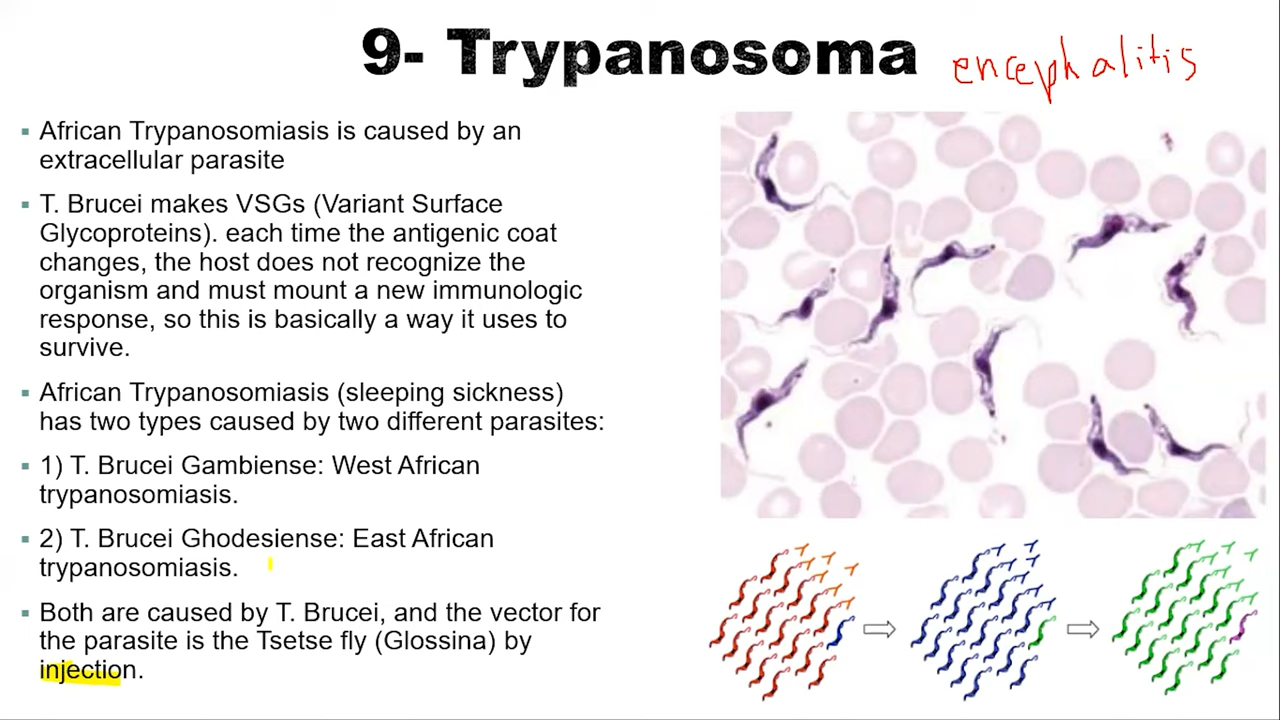 9- Trypanosoma
encephalitis
▪ African Trypanosomiasis is caused by an
extracellular parasite
▪ T. Brucei makes VSGs (Variant Surface
Glycoproteins). each time the antigenic coat
changes, the host does not recognize the
organism and must mount a new immunologic
response, so this is basically a way it uses to
survive.
▪ African Trypanosomiasis (sleeping sickness)
has two types caused by two different parasites:
▪ 1) T. Brucei Gambiense: West African
trypanosomiasis.
▪ 2) T. Brucei Ghodesiense: East African
trypanosomiasis.
▪ Both are caused by T. Brucei, and the vector for
the parasite is the Tsetse fly (Glossina) by
injection.